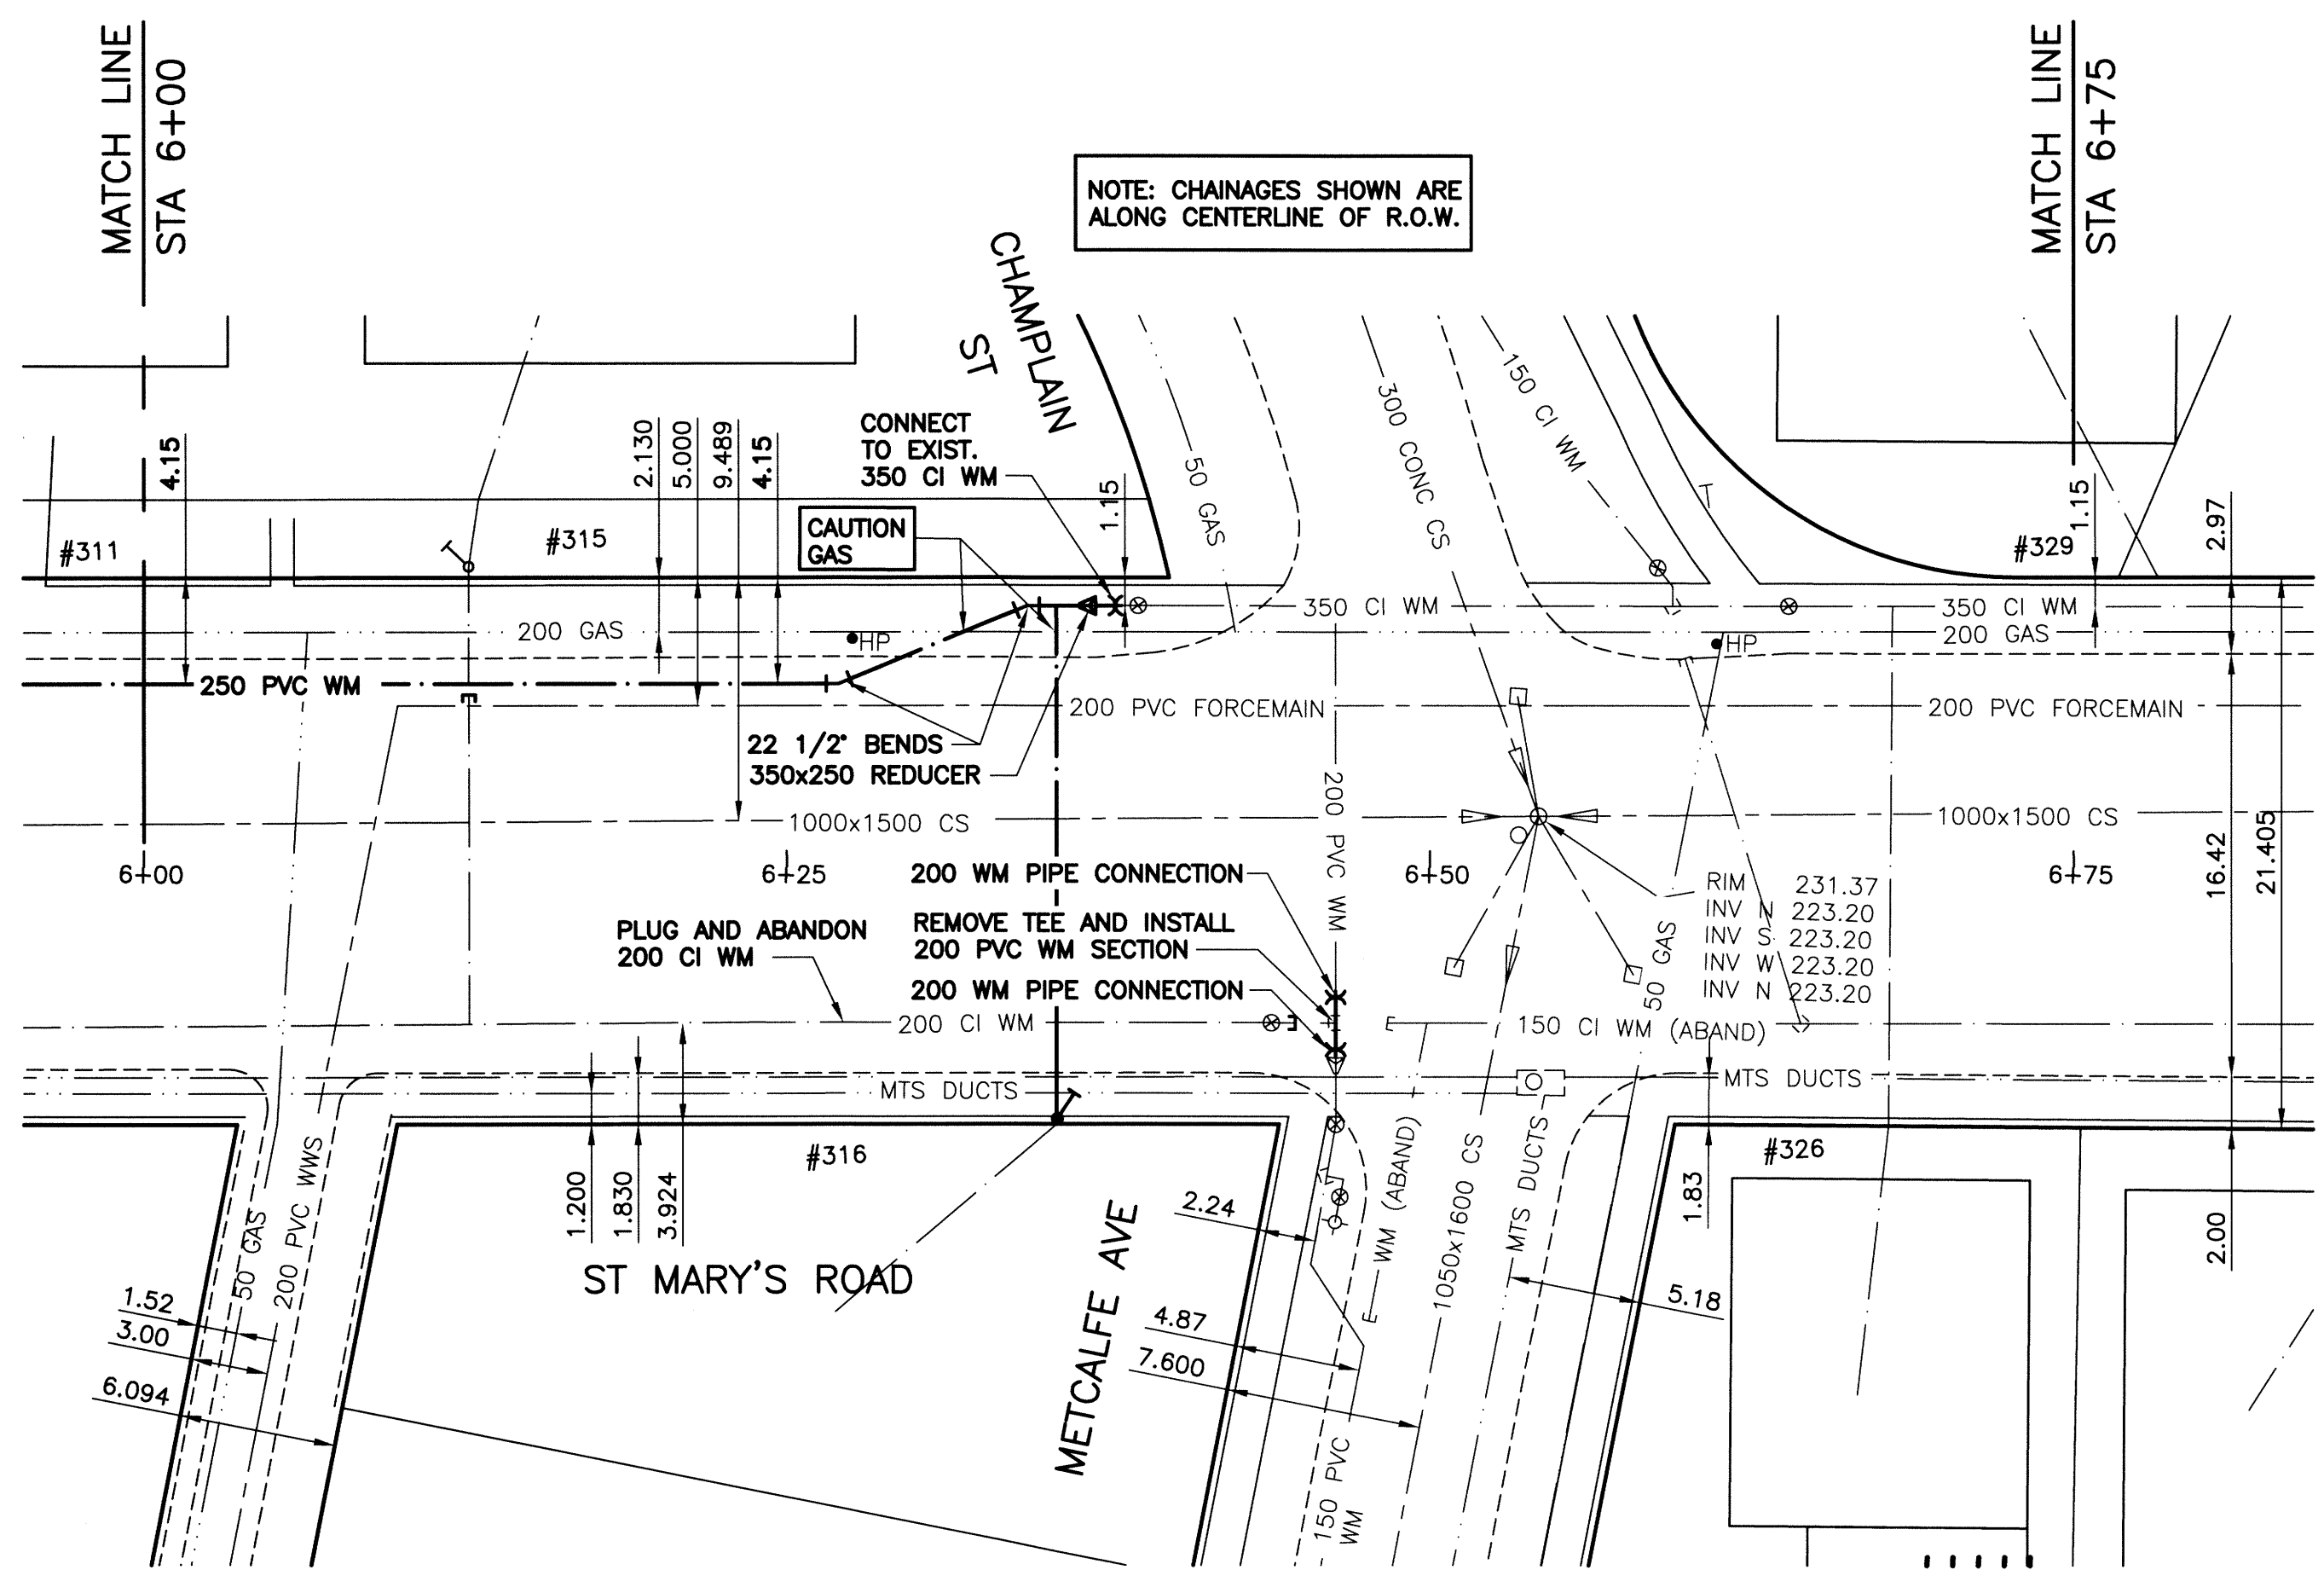 MATCH LINE
STA 6+00
MATCH LINE
STA 6+75
NOTE: CHAINAGES SHOWN ARE
ALONG CENTERLINE OF R.O.W.
CHAMPLAIN
ST
CONNECT
TO EXIST.
350 CI WM
4.15
2.130
5.000
9.489
4.15
1.15
50 GAS
300 CONC CS
150 CI WM
1.15
2.97
#311
#315
CAUTION
GAS
#329
350 CI WM
350 CI WM
200 GAS
HP
HP
200 GAS
250 PVC WM
200 PVC FORCEMAIN
200 PVC FORCEMAIN
22 1/2° BENDS
350x250 REDUCER
200 PVC WM
1000x1500 CS
1000x1500 CS
6+00
6+25
6+50
6+75
16.42
21.405
200 WM PIPE CONNECTION
REMOVE TEE AND INSTALL
200 PVC WM SECTION
200 WM PIPE CONNECTION
PLUG AND ABANDON
200 CI WM
RIM 231.37
INV N 223.20
INV S 223.20
INV W 223.20
INV N 223.20
50 GAS
200 CI WM
150 CI WM (ABAND)
MTS DUCTS
MTS DUCTS
#316
#326
1.200
1.830
3.924
1.83
2.00
ST MARY'S ROAD
METCALFE AVE
50 GAS
200 PVC WWS
1.52
3.00
6.094
2.24
4.87
7.600
5.18
WM (ABAND)
1050x1600 CS
MTS DUCTS
150 PVC
WM